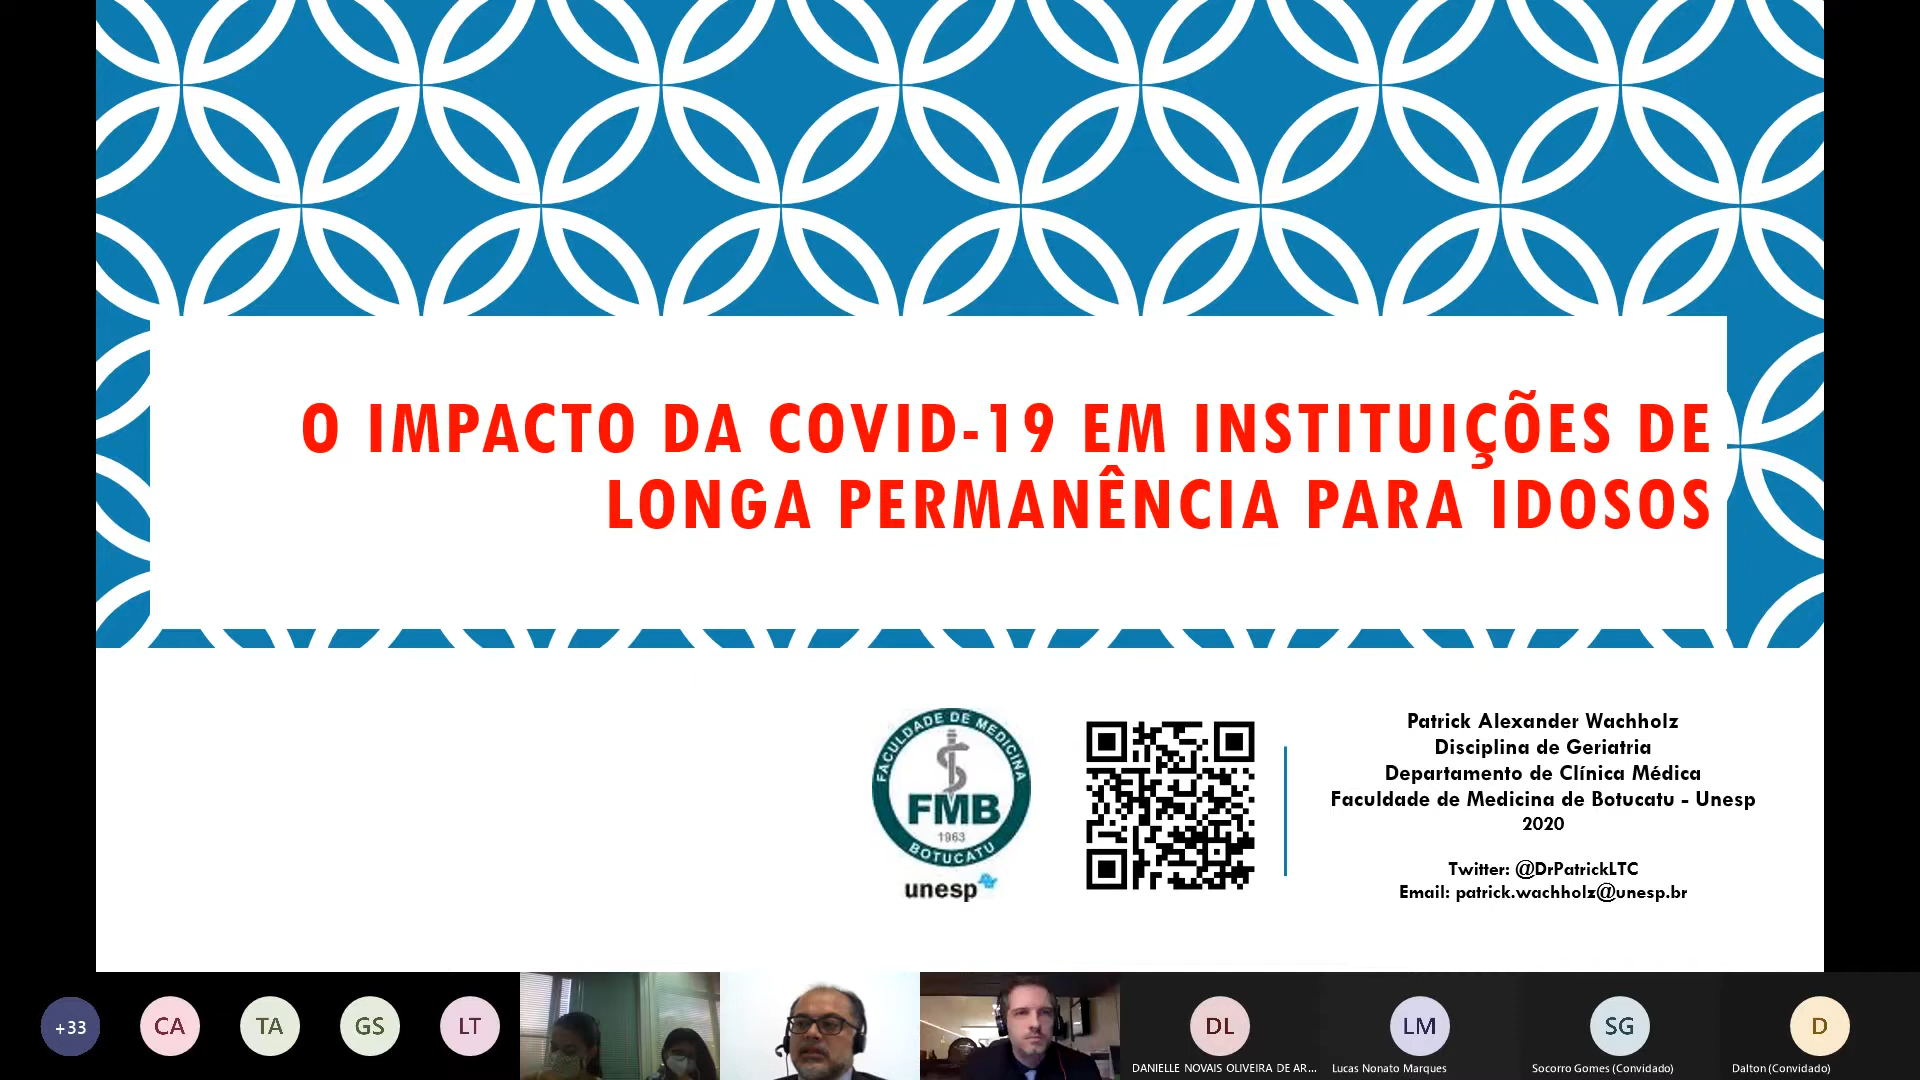 O IMPACTO DA COVID-19 EM INSTITUIÇÕES DE
LONGA PERMANÊNCIA PARA IDOSOS
FACULDADE DE MEDICINA
FMB
1963
BOTUCATU
unesp
Patrick Alexander Wachholz
Disciplina de Geriatria
Departamento de Clínica Médica
Faculdade de Medicina de Botucatu - Unesp
2020
Twitter: @DrPatrickLTC
Email: patrick.wachholz@unesp.br
+33
CA
TA
GS
LT
DL
LM
SG
D
DANIELLE NOVAIS OLIVEIRA DE AR...
Lucas Nonato Marques
Socorro Gomes (Convidado)
Dalton (Convidado)